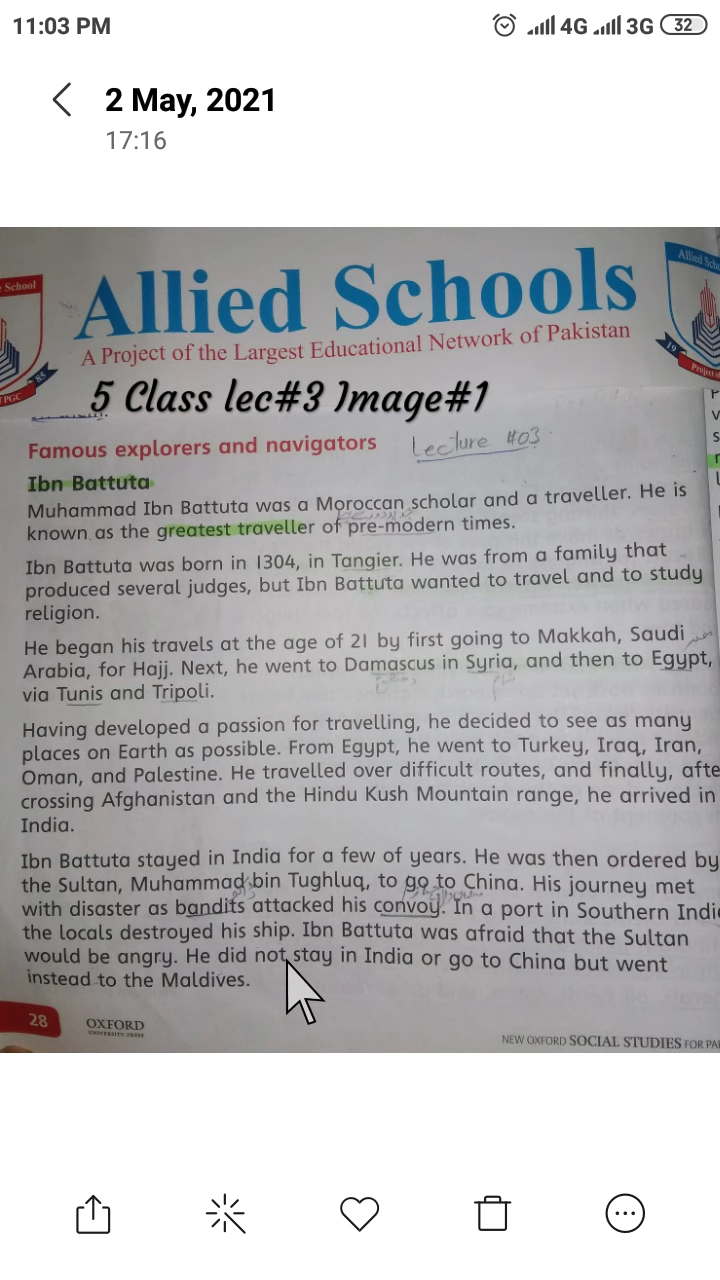 11:03 PM 4G 3G 32
2 May, 2021
17:16
School Allied Scho
Allied Schools
A Project of the Largest Educational Network of Pakistan
PGC 85 19 Project o
5 Class lec#3 Image#1
Famous explorers and navigators Lecture #03
Ibn Battuta
Muhammad Ibn Battuta was a Moroccan scholar and a traveller. He is
known as the greatest traveller of pre-modern times.
Ibn Battuta was born in 1304, in Tangier. He was from a family that
produced several judges, but Ibn Battuta wanted to travel and to study
religion.
He began his travels at the age of 21 by first going to Makkah, Saudi مصر
Arabia, for Hajj. Next, he went to Damascus in Syria, and then to Egypt,
دمشق شام
via Tunis and Tripoli.
Having developed a passion for travelling, he decided to see as many
places on Earth as possible. From Egypt, he went to Turkey, Iraq, Iran,
Oman, and Palestine. He travelled over difficult routes, and finally, afte
crossing Afghanistan and the Hindu Kush Mountain range, he arrived in
India.
Ibn Battuta stayed in India for a few of years. He was then ordered by
the Sultan, Muhammad bin Tughluq, to go to China. His journey met
with disaster as bandits attacked his convoy. In a port in Southern Indi
the locals destroyed his ship. Ibn Battuta was afraid that the Sultan
would be angry. He did not stay in India or go to China but went
instead to the Maldives.
28 OXFORD
UNIVERSITY PRESS
NEW OXFORD SOCIAL STUDIES FOR PA